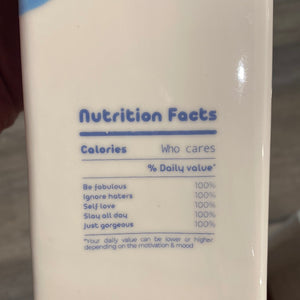 Nutrition Facts
Calories Who cares
% Daily value*
Be fabulous 100%
Ignore haters 100%
Self love 100%
Slay all day 100%
Just gorgeous 100%
*Your daily value can be lower or higher
depending on the motivation & mood